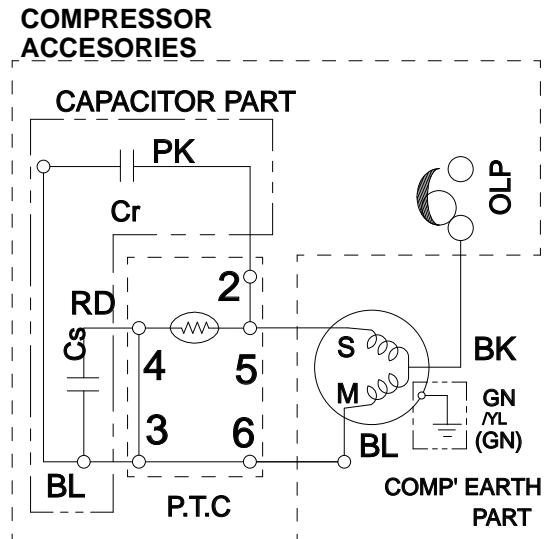 COMPRESSOR
ACCESORIES
CAPACITOR PART
PK
Cr
OLP
2
RD
Cs
4
5
S
M
BK
3
6
BL
BL
GN
/YL
(GN)
P.T.C
COMP' EARTH
PART